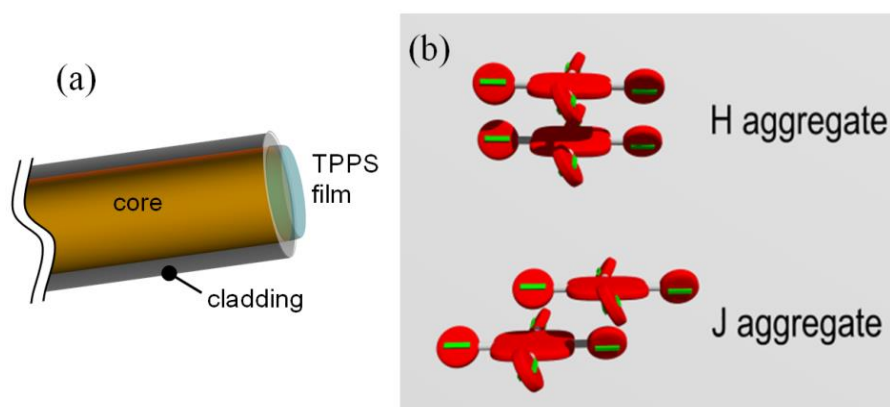 (a)
TPPS
film
core
cladding
(b)
H aggregate
J aggregate